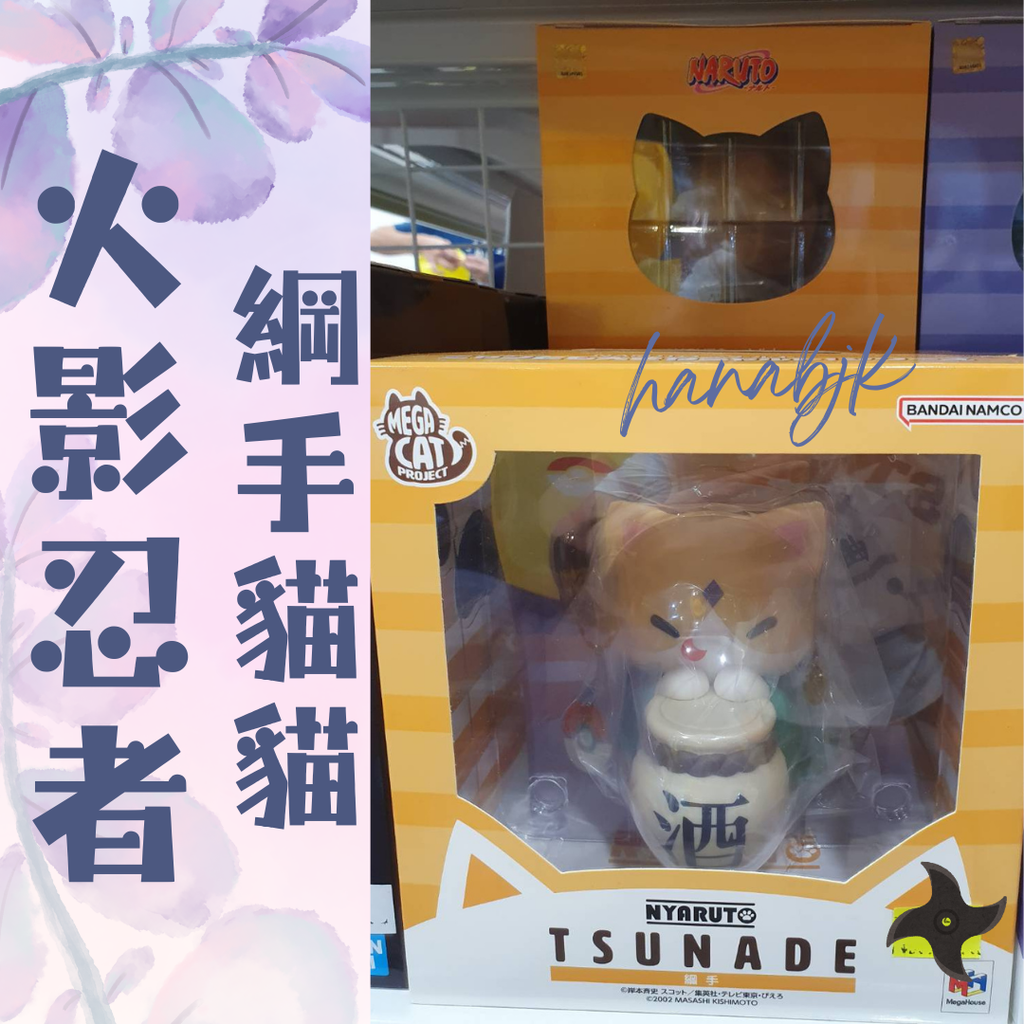 火影忍者
綱手貓貓
NARUTO
hanabjk
BANDAI NAMCO
MEGA
CAT
PROJECT
酒
NYARUTO
TSUNADE
綱手
©岸本斉史 スコット／集英社・テレビ東京・ぴえろ
©2002 MASASHI KISHIMOTO
MegaHouse